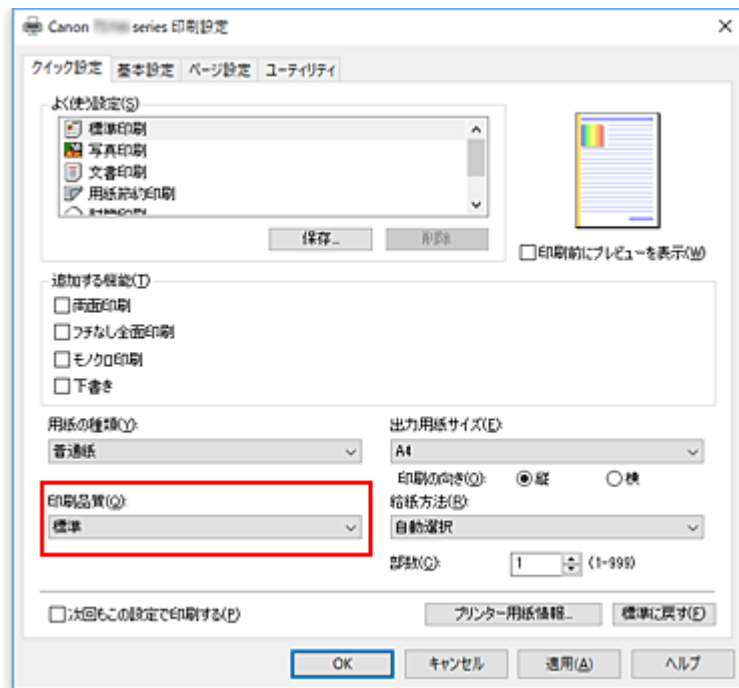 Canon series 印刷設定
クイック設定 基本設定 ページ設定 ユーティリティ
よく使う設定(S)
標準印刷
写真印刷
文書印刷
用紙節約印刷
保存...
削除
印刷前にプレビューを表示(W)
追加する機能(T)
両面印刷
フチなし全面印刷
モノクロ印刷
下書き
用紙の種類(Y):
普通紙
出力用紙サイズ(E):
A4
印刷の向き(O): 縦 横
印刷品質(Q):
標準
給紙方法(R):
自動選択
部数(C): 1 (1-999)
次回もこの設定で印刷する(P)
プリンター用紙情報... 標準に戻す(F)
OK キャンセル 適用(A) ヘルプ